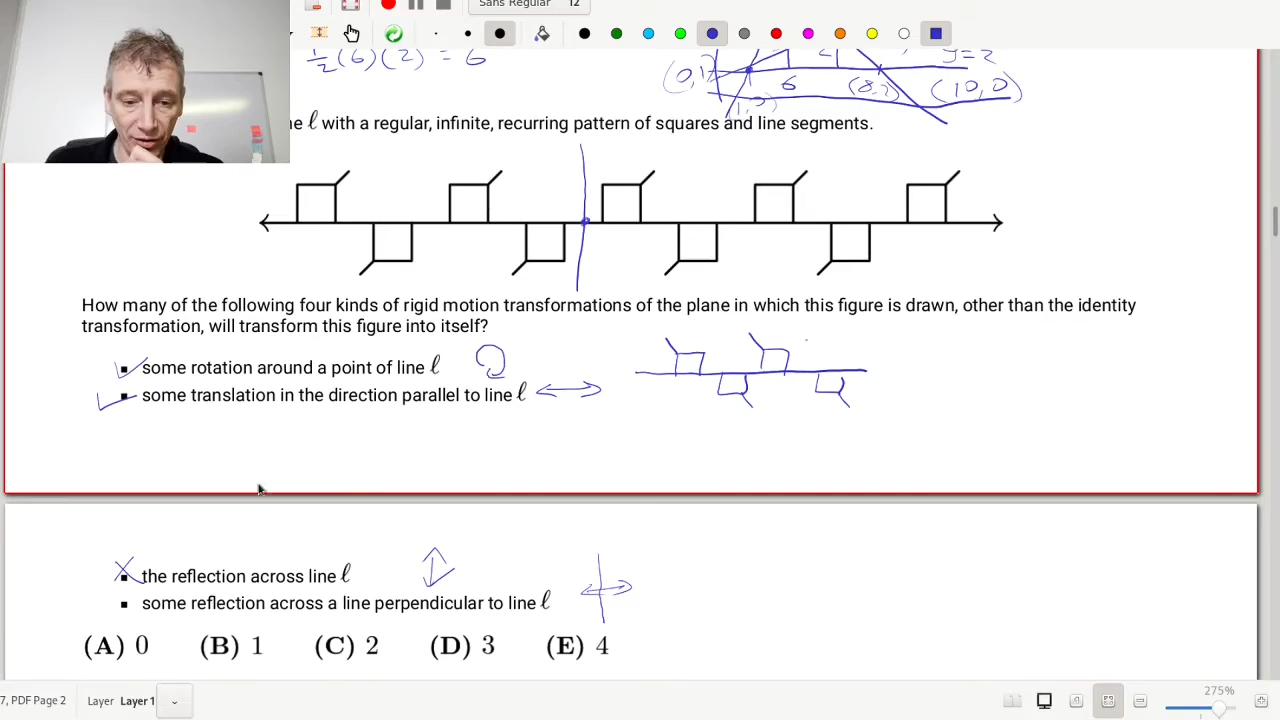 Sans Regular 12
1/2 (6)(2) = 6
y=2
(0,1) 6 (8,2) (10,0)
(1,0)
ne ℓ with a regular, infinite, recurring pattern of squares and line segments.
How many of the following four kinds of rigid motion transformations of the plane in which this figure is drawn, other than the identity
transformation, will transform this figure into itself?
▪ some rotation around a point of line ℓ
▪ some translation in the direction parallel to line ℓ
▪ the reflection across line ℓ
▪ some reflection across a line perpendicular to line ℓ
(A) 0 (B) 1 (C) 2 (D) 3 (E) 4
7, PDF Page 2 Layer Layer 1 275%